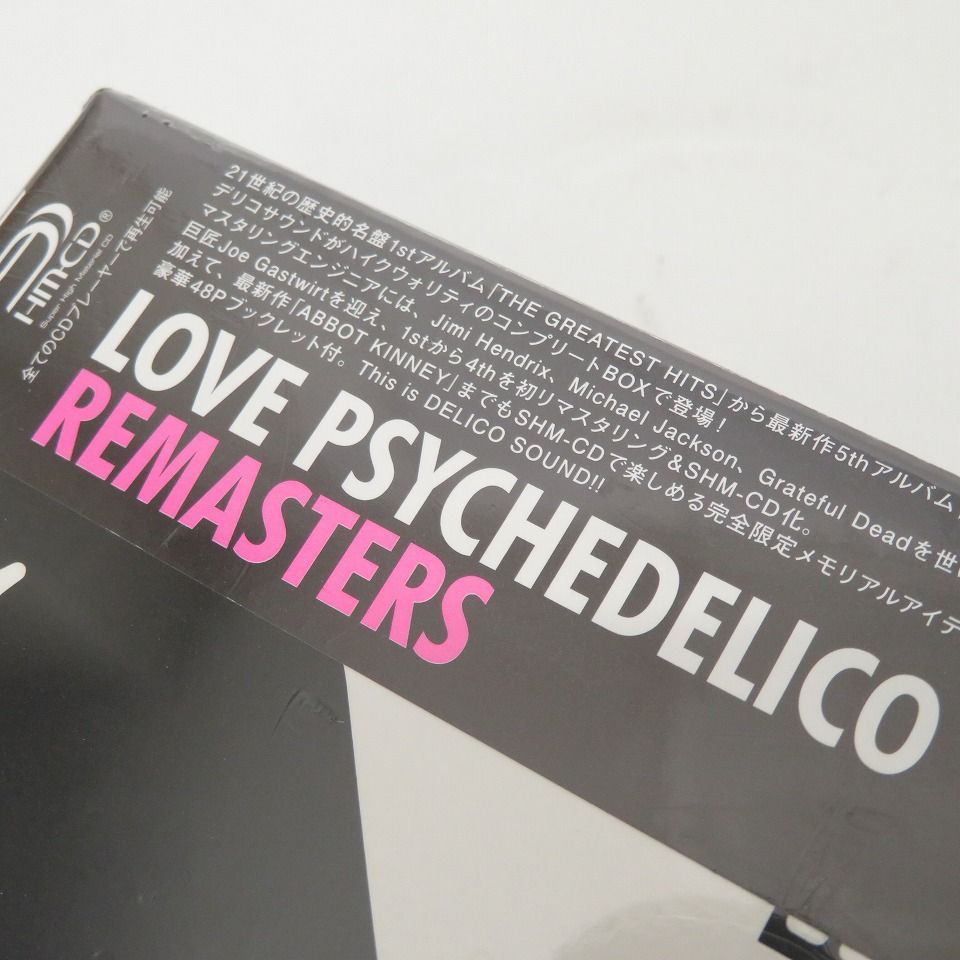 21世紀の歴史的名盤1stアルバム「THE GREATEST HITS」から最新作5thアルバム
デリコサウンドがハイクウォリティのコンプリートBOXで登場!
マスタリングエンジニアには、Jimi Hendrix、Michael Jackson、Grateful Deadを世
巨匠Joe Gastwirtを迎え、1stから4thを初リマスタリング&SHM-CD化。
加えて、最新作「ABBOT KINNEY」までもSHM-CDで楽しめる完全限定メモリアルアイテ
豪華48Pブックレット付。This is DELICO SOUND!!
LOVE PSYCHEDELICO
REMASTERS
HMCD®
Super High Material CD
全てのCDプレーヤーで再生可能